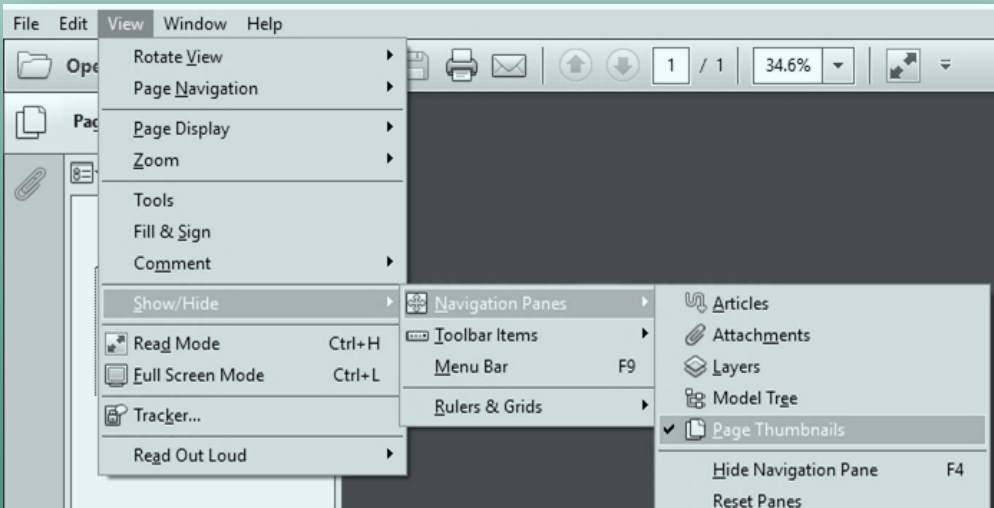 File Edit View Window Help
Ope
1 / 1 34.6%
Pag
Rotate View
Page Navigation
Page Display
Zoom
Tools
Fill & Sign
Comment
Show/Hide
Read Mode Ctrl+H
Full Screen Mode Ctrl+L
Tracker...
Read Out Loud
Navigation Panes
Toolbar Items
Menu Bar F9
Rulers & Grids
Articles
Attachments
Layers
Model Tree
Page Thumbnails
Hide Navigation Pane F4
Reset Panes